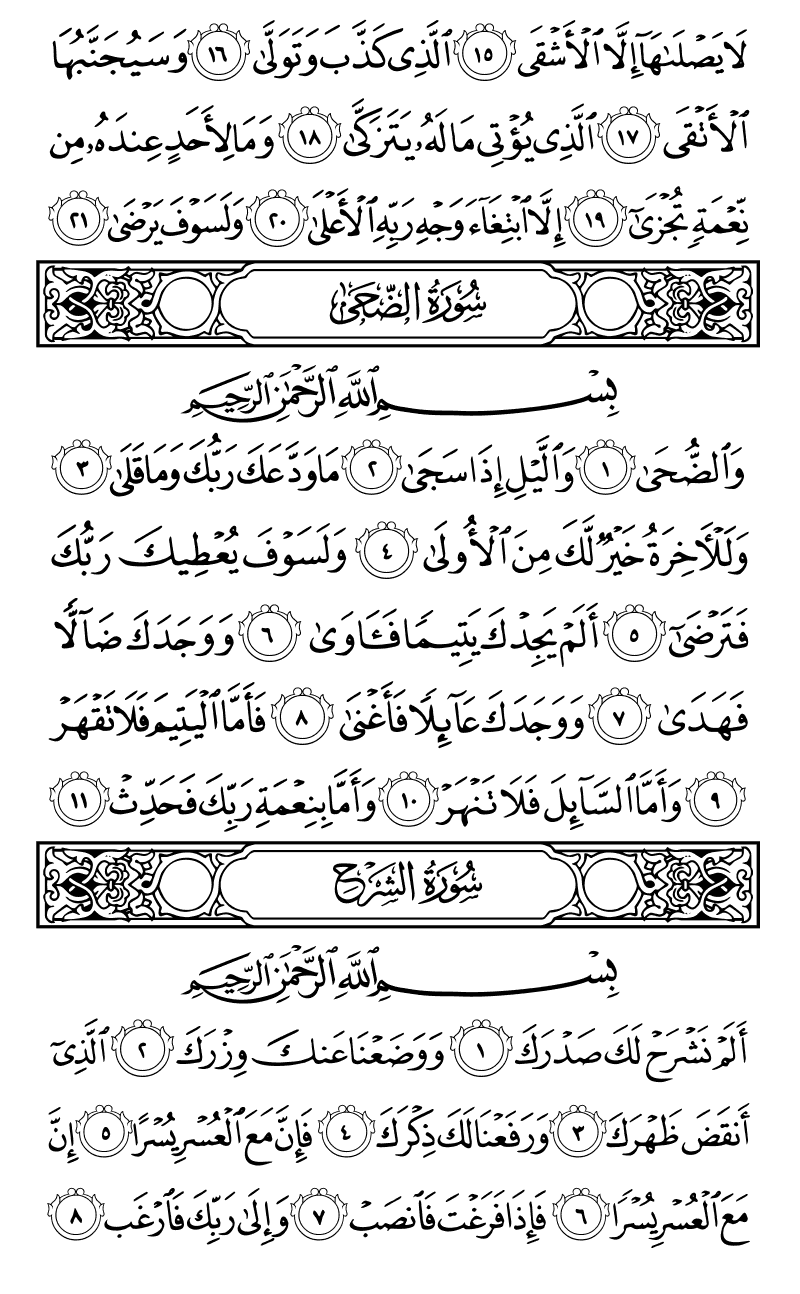 لَا يَصْلَىٰهَآ إِلَّا ٱلْأَشْقَى ١٥ ٱلَّذِى كَذَّبَ وَتَوَلَّىٰ ١٦ وَسَيُجَنَّبُهَا
ٱلْأَتْقَى ١٧ ٱلَّذِى يُؤْتِى مَالَهُۥ يَتَزَكَّىٰ ١٨ وَمَا لِأَحَدٍ عِندَهُۥ مِن
نِّعْمَةٍ تُجْزَىٰٓ ١٩ إِلَّا ٱبْتِغَآءَ وَجْهِ رَبِّهِ ٱلْأَعْلَىٰ ٢٠ وَلَسَوْفَ يَرْضَىٰ ٢١
سُورَةُ الضُّحَىٰ
بِسْمِ ٱللَّهِ ٱلرَّحْمَٰنِ ٱلرَّحِيمِ
وَٱلضُّحَىٰ ١ وَٱلَّيْلِ إِذَا سَجَىٰ ٢ مَا وَدَّعَكَ رَبُّكَ وَمَا قَلَىٰ ٣
وَلَلْءَاخِرَةُ خَيْرٌ لَّكَ مِنَ ٱلْأُولَىٰ ٤ وَلَسَوْفَ يُعْطِيكَ رَبُّكَ
فَتَرْضَىٰٓ ٥ أَلَمْ يَجِدْكَ يَتِيمًا فَـَٔاوَىٰ ٦ وَوَجَدَكَ ضَآلًّا
فَهَدَىٰ ٧ وَوَجَدَكَ عَآئِلًا فَأَغْنَىٰ ٨ فَأَمَّا ٱلْيَتِيمَ فَلَا تَقْهَرْ
٩ وَأَمَّا ٱلسَّآئِلَ فَلَا تَنْهَرْ ١٠ وَأَمَّا بِنِعْمَةِ رَبِّكَ فَحَدِّثْ ١١
سُورَةُ الشَّرْحِ
بِسْمِ ٱللَّهِ ٱلرَّحْمَٰنِ ٱلرَّحِيمِ
أَلَمْ نَشْرَحْ لَكَ صَدْرَكَ ١ وَوَضَعْنَا عَنكَ وِزْرَكَ ٢ ٱلَّذِىٓ
أَنقَضَ ظَهْرَكَ ٣ وَرَفَعْنَا لَكَ ذِكْرَكَ ٤ فَإِنَّ مَعَ ٱلْعُسْرِ يُسْرًا ٥ إِنَّ
مَعَ ٱلْعُسْرِ يُسْرًا ٦ فَإِذَا فَرَغْتَ فَٱنصَبْ ٧ وَإِلَىٰ رَبِّكَ فَٱرْغَب ٨